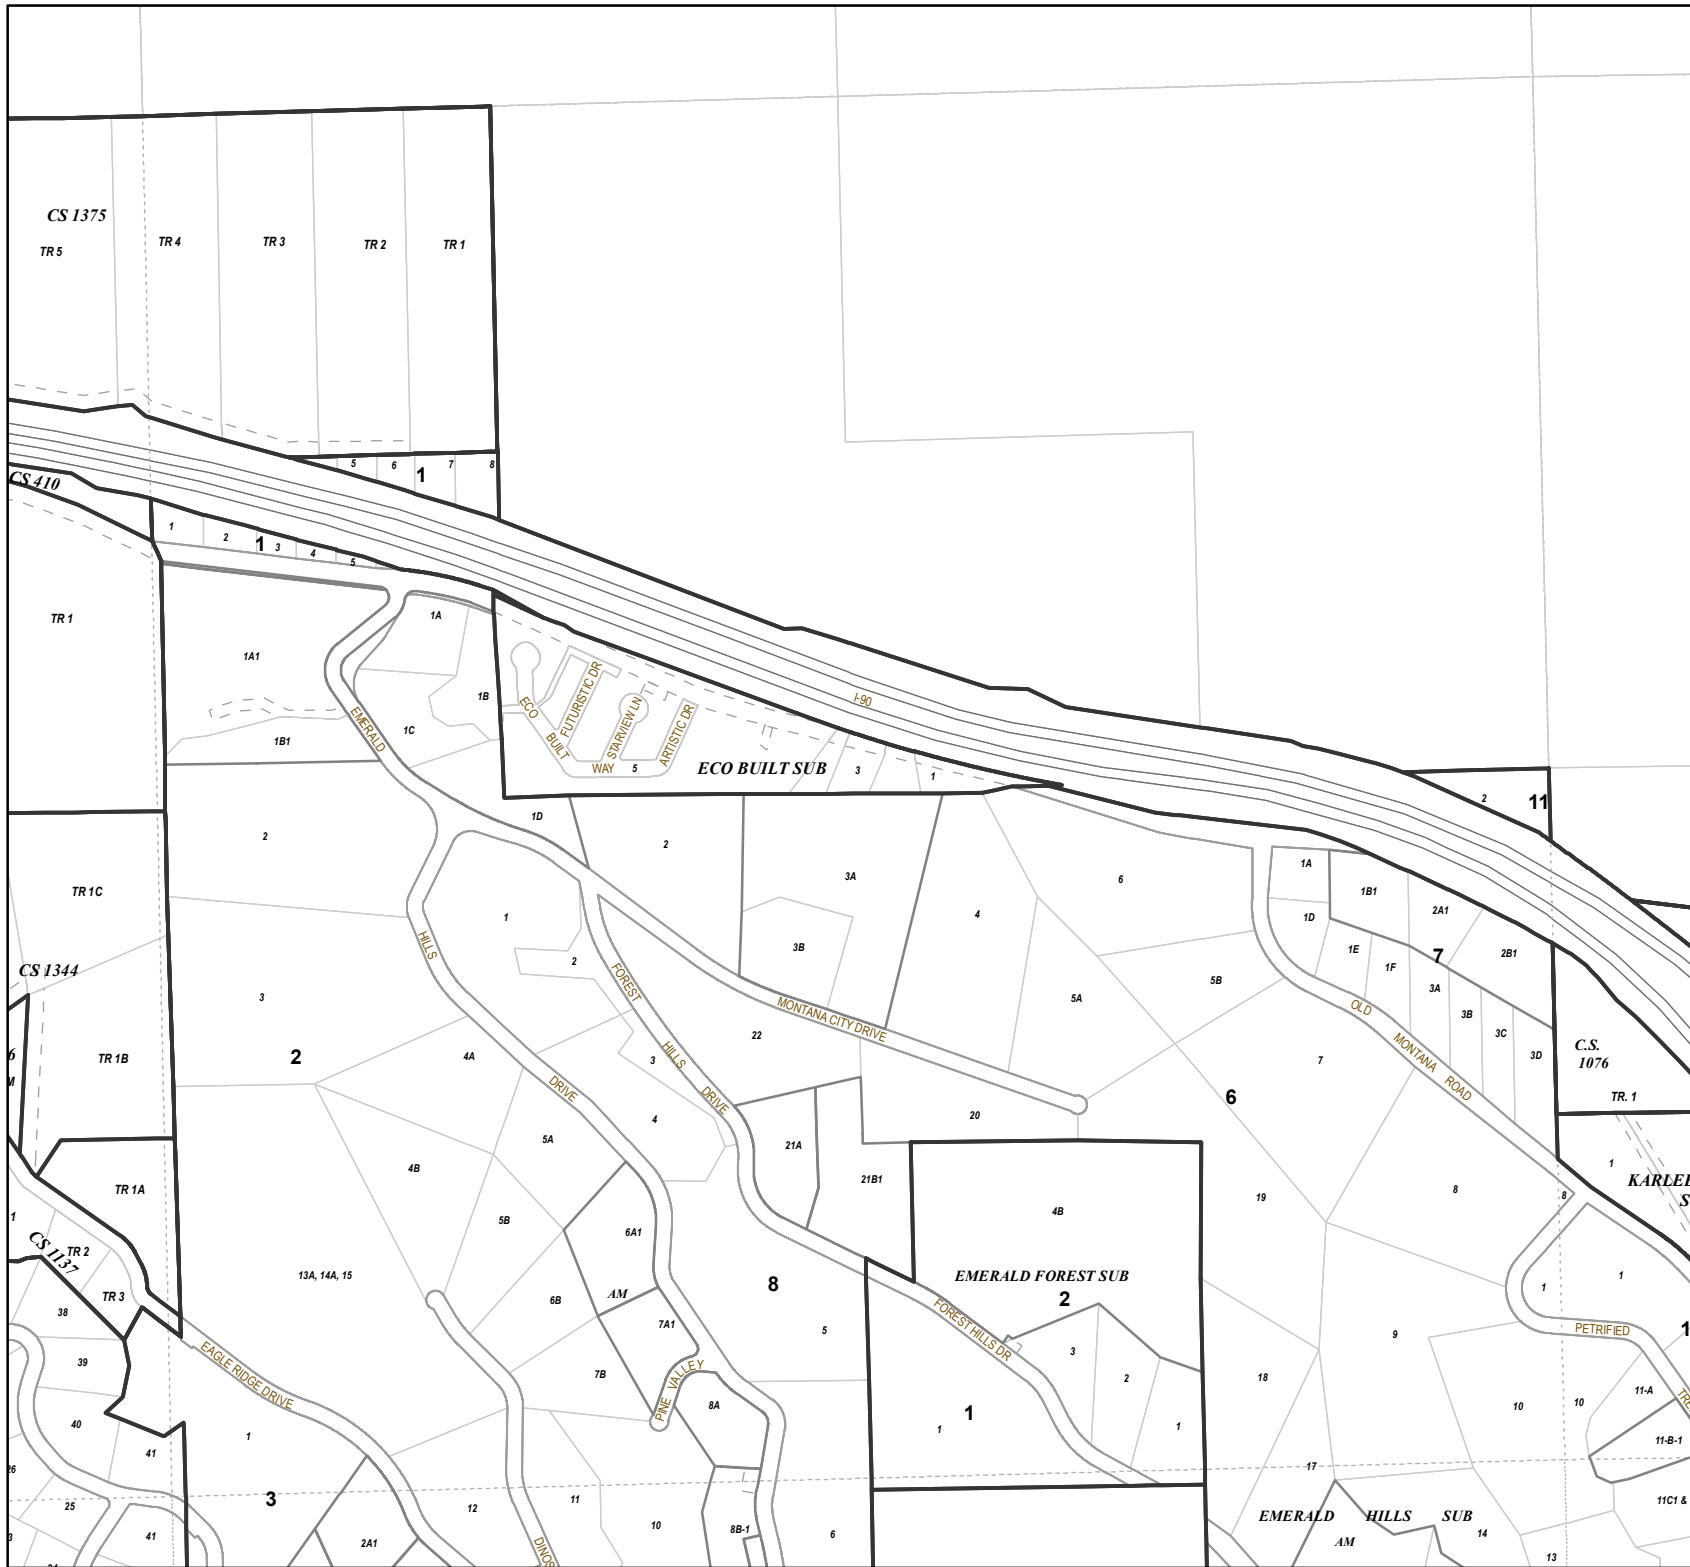 CS 1375
TR 5
TR 4
TR 3
TR 2
TR 1
5
6
1
7
8
CS 410
1
2
1
3
4
5
TR 1
1A
1A1
1B
1C
1B1
EMERALD
ECO
BUILT
WAY
FUTURISTIC DR
STARVIEW LN
ARTISTIC DR
5
ECO BUILT SUB
3
1
I-90
2
11
1D
2
2
3A
3B
4
6
5A
5B
1A
1B1
1D
2A1
1E
1F
7
2B1
3A
3B
3C
3D
TR 1C
CS 1344
TR 1B
TR 1A
1
2
3
2
HILLS
FOREST
HILLS
DRIVE
MONTANA CITY DRIVE
22
3
4
4A
DRIVE
5A
4B
5B
20
21A
21B1
6
7
OLD
MONTANA
ROAD
C.S.
1076
TR. 1
1
8
8
19
4B
EMERALD FOREST SUB
2
FOREST HILLS DR
3
2
1
1
1
1
CS 1137
TR 2
TR 3
38
39
40
41
25
41
1
3
EAGLE RIDGE DRIVE
2A1
13A, 14A, 15
6A1
6B
AM
7A1
7B
PINE
VALLEY
8A
8
5
6
8B-1
10
11
12
9
18
17
10
10
1
1
PETRIFIED
11-A
11-B-1
11C1 &
EMERALD HILLS SUB
AM
14
13